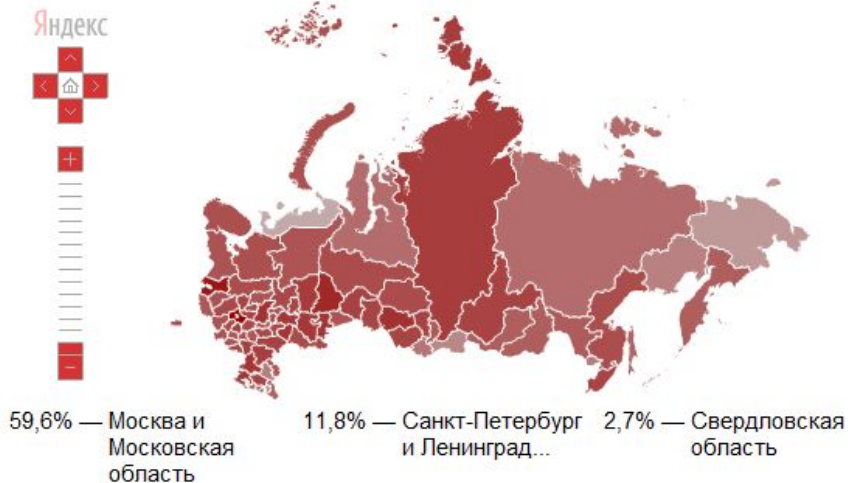 Яндекс
59,6% — Москва и
Московская
область
11,8% — Санкт-Петербург
и Ленинград...
2,7% — Свердловская
область